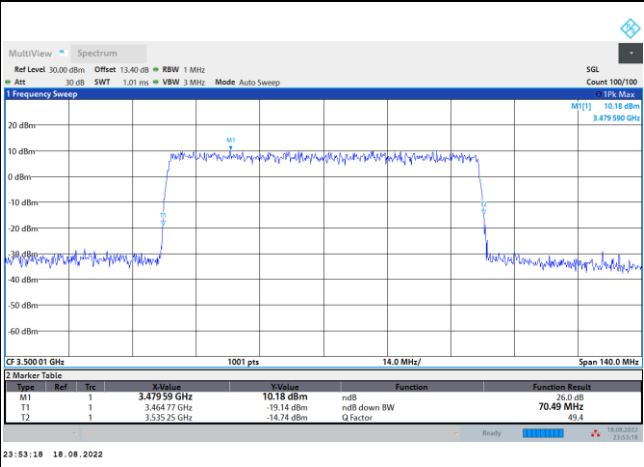 MultiView Spectrum
Ref Level 30.00 dBm Offset 13.40 dB RBW 1 MHz SGL
Att 30 dB SWT 1.01 ms VBW 3 MHz Mode Auto Sweep Count 100/100
1 Frequency Sweep 1Pk Max
M1[1] 10.18 dBm
3.479 590 GHz
20 dBm
M1
10 dBm
0 dBm
-10 dBm
T1
-20 dBm
-30 dBm
-40 dBm
-50 dBm
-60 dBm
CF 3.500 01 GHz 1001 pts 14.0 MHz/ Span 140.0 MHz
2 Marker Table
Type Ref Trc X-Value Y-Value Function Function Result
M1 1 3.479 59 GHz 10.18 dBm ndB 26.0 dB
T1 1 3.464 77 GHz -19.14 dBm ndB down BW 70.49 MHz
T2 1 3.535 25 GHz -14.74 dBm Q Factor 49.4
Ready 18.08.2022
23:53:18
23:53:18 18.08.2022